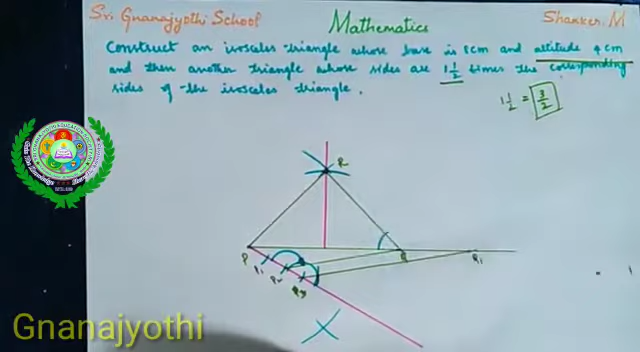 Sri Gnanajyothi School
Mathematics
Shanker. M
Construct an isosceles triangle whose base is 8cm and altitude 4cm
and then another triangle whose sides are 1 1/2 times the corresponding
sides of the isosceles triangle.
1 1/2 = 3/2
R
P
Q
Q1
P1
P2
P3
Gnanajyothi